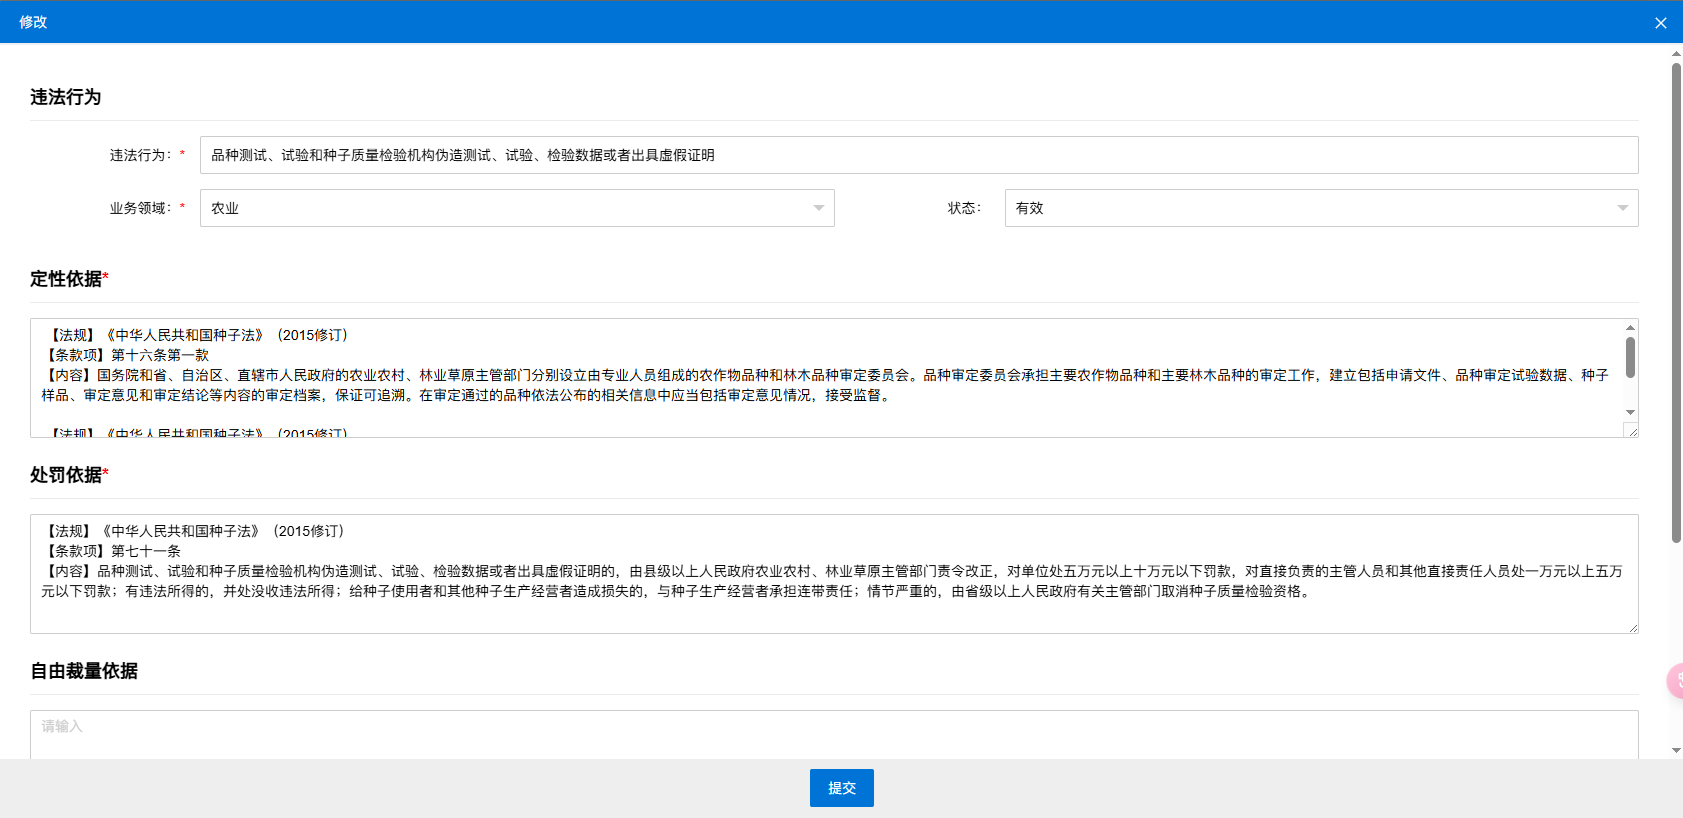 修改
违法行为
违法行为：*
品种测试、试验和种子质量检验机构伪造测试、试验、检验数据或者出具虚假证明
业务领域：*
农业
状态：
有效
定性依据*
【法规】《中华人民共和国种子法》（2015修订）
【条款项】第十六条第一款
【内容】国务院和省、自治区、直辖市人民政府的农业农村、林业草原主管部门分别设立由专业人员组成的农作物品种和林木品种审定委员会。品种审定委员会承担主要农作物品种和主要林木品种的审定工作，建立包括申请文件、品种审定试验数据、种子
样品、审定意见和审定结论等内容的审定档案，保证可追溯。在审定通过的品种依法公布的相关信息中应当包括审定意见情况，接受监督。
【法规】《中华人民共和国种子法》（2015修订）
处罚依据*
【法规】《中华人民共和国种子法》（2015修订）
【条款项】第七十一条
【内容】品种测试、试验和种子质量检验机构伪造测试、试验、检验数据或者出具虚假证明的，由县级以上人民政府农业农村、林业草原主管部门责令改正，对单位处五万元以上十万元以下罚款，对直接负责的主管人员和其他直接责任人员处一万元以上五万
元以下罚款；有违法所得的，并处没收违法所得；给种子使用者和其他种子生产经营者造成损失的，与种子生产经营者承担连带责任；情节严重的，由省级以上人民政府有关主管部门取消种子质量检验资格。
自由裁量依据
请输入
提交